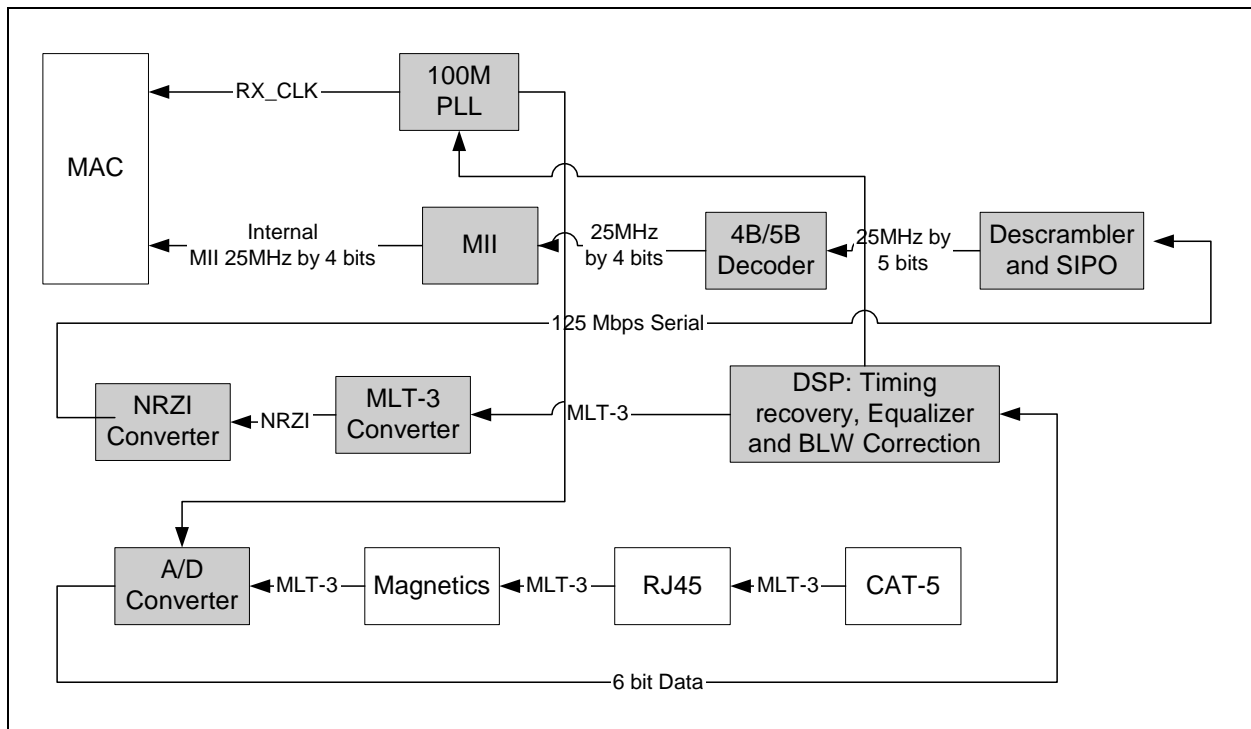 100M
PLL
RX_CLK
MAC
Internal
MII 25MHz by 4 bits
MII
25MHz
by 4 bits
4B/5B
Decoder
25MHz by
5 bits
Descrambler
and SIPO
125 Mbps Serial
NRZI
Converter
NRZI
MLT-3
Converter
MLT-3
DSP: Timing
recovery, Equalizer
and BLW Correction
A/D
Converter
MLT-3
Magnetics
MLT-3
RJ45
MLT-3
CAT-5
6 bit Data